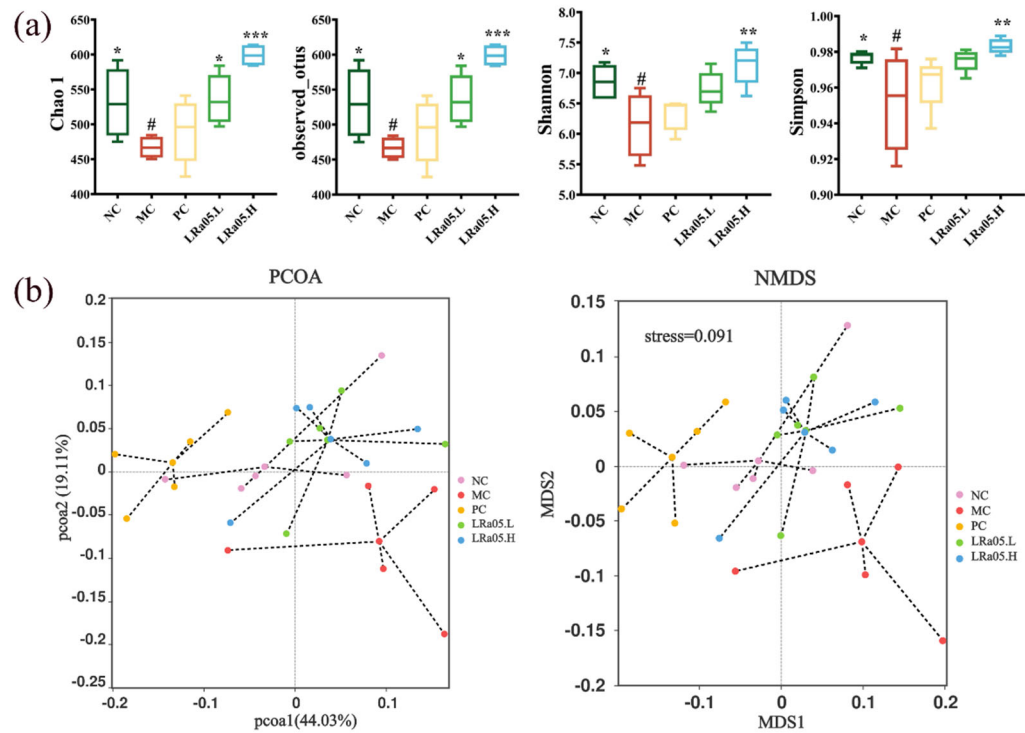 (a)
Chao 1
650
600
550
500
450
400
*
#
*
***
NC
MC
PC
LRa05.L
LRa05.H
observed_otus
650
600
550
500
450
400
*
#
*
***
NC
MC
PC
LRa05.L
LRa05.H
Shannon
8.0
7.5
7.0
6.5
6.0
5.5
5.0
*
#
**
NC
MC
PC
LRa05.L
LRa05.H
Simpson
1.00
0.98
0.96
0.94
0.92
0.90
*
#
**
NC
MC
PC
LRa05.L
LRa05.H
(b)
PCOA
pcoa2 (19.11%)
0.2
0.15
0.1
0.05
0
-0.05
-0.1
-0.15
-0.2
-0.25
-0.2
-0.1
0
0.1
pcoa1(44.03%)
NC
MC
PC
LRa05.L
LRa05.H
NMDS
stress=0.091
MDS2
0.15
0.1
0.05
0
-0.05
-0.1
-0.15
-0.2
-0.1
0
0.1
0.2
MDS1
NC
MC
PC
LRa05.L
LRa05.H